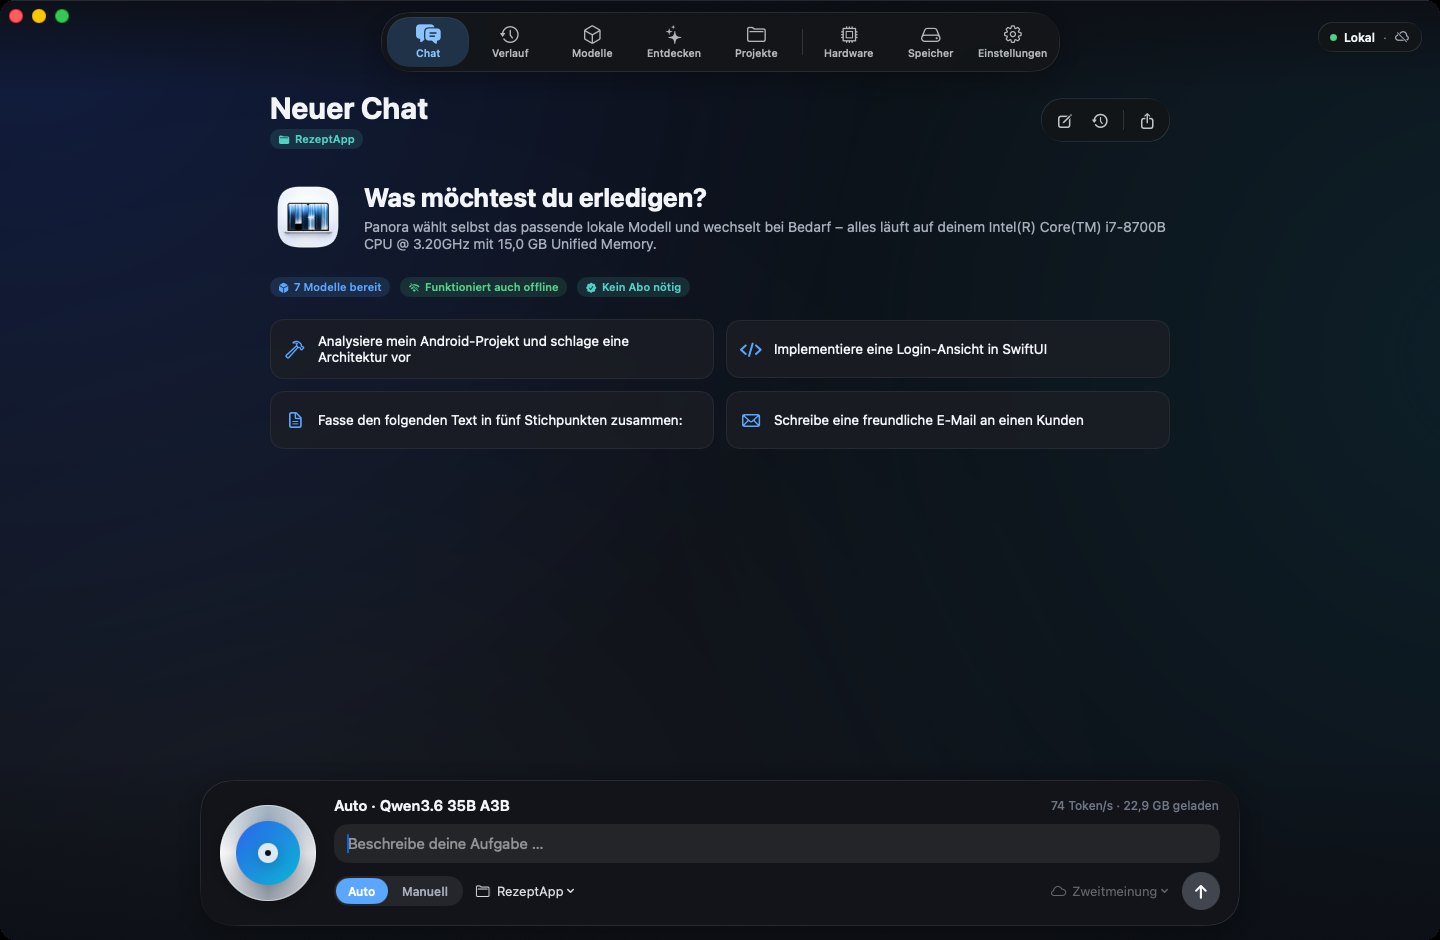 Chat
Verlauf
Modelle
Entdecken
Projekte
Hardware
Speicher
Einstellungen
Lokal ·
Neuer Chat
RezeptApp
Was möchtest du erledigen?
Panora wählt selbst das passende lokale Modell und wechselt bei Bedarf – alles läuft auf deinem Intel(R) Core(TM) i7-8700B
CPU @ 3.20GHz mit 15,0 GB Unified Memory.
7 Modelle bereit
Funktioniert auch offline
Kein Abo nötig
Analysiere mein Android-Projekt und schlage eine
Architektur vor
Implementiere eine Login-Ansicht in SwiftUI
Fasse den folgenden Text in fünf Stichpunkten zusammen:
Schreibe eine freundliche E-Mail an einen Kunden
Auto · Qwen3.6 35B A3B
74 Token/s · 22,9 GB geladen
Beschreibe deine Aufgabe ...
Auto
Manuell
RezeptApp
Zweitmeinung